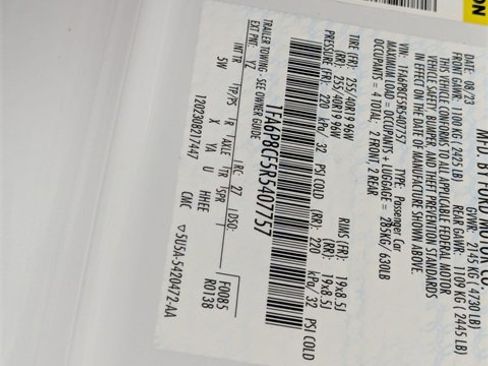 ON
MFD. BY FORD MOTOR CO.
DATE: 08/23 GVWR: 2145 KG ( 4730 LB)
FRONT GAWR: 1100 KG ( 2425 LB) REAR GAWR: 1109 KG ( 2445 LB)
THIS VEHICLE CONFORMS TO ALL APPLICABLE FEDERAL MOTOR
VEHICLE SAFETY, BUMPER, AND THEFT PREVENTION STANDARDS
IN EFFECT ON THE DATE OF MANUFACTURE SHOWN ABOVE.
VIN: 1FA6P8CF5R5407757 TYPE: Passenger Car
MAXIMUM LOAD = OCCUPANTS + LUGGAGE = 285KG/ 630LB
OCCUPANTS = 4 TOTAL, 2 FRONT, 2 REAR
TIRE (FR): 255/40R19 96W RIMS (FR): 19x8.5J
(RR): 255/40R19 96W (RR): 19x8.5J
PRESSURE (FR): 220 kPa/ 32 PSI COLD (RR): 220 kPa/ 32 PSI COLD
1FA6P8CF5R5407757
TRAILER TOWING - SEE OWNER GUIDE
EXT PNT: YZ RC: 27 DSO: F0085
INT TR TP/PS R AXLE TR SPR R0138
5W X YA U HHEE
1202308217447 CMC ▽5U5A-5420472-AA